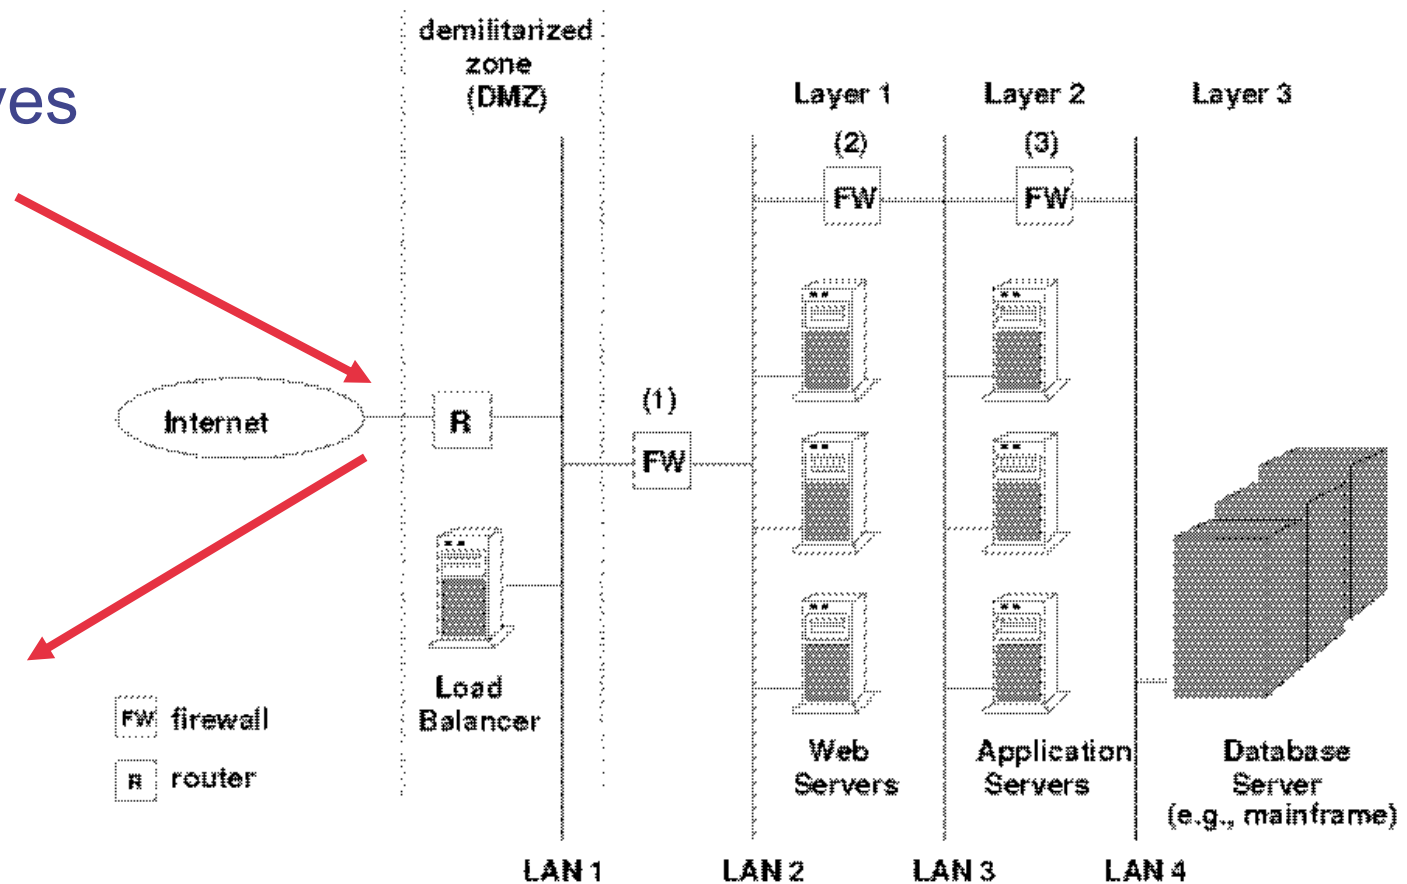 demilitarized
zone
(DMZ)
Layer 1
Layer 2
Layer 3
(2)
(3)
FW
FW
Internet
R
(1)
FW
Load
Balancer
FW firewall
R router
Web
Servers
Application
Servers
Database
Server
(e.g., mainframe)
LAN 1
LAN 2
LAN 3
LAN 4